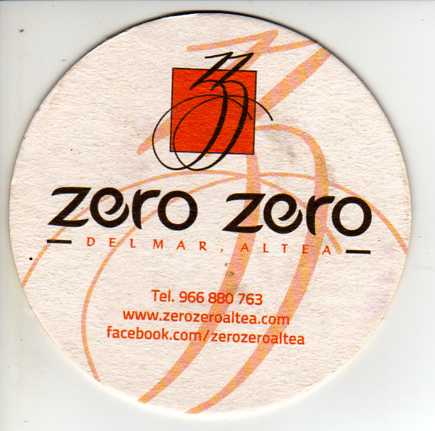 zero zero
DELMAR, ALTEA
Tel. 966 880 763
www.zerozeroaltea.com
facebook.com/zerozeroaltea